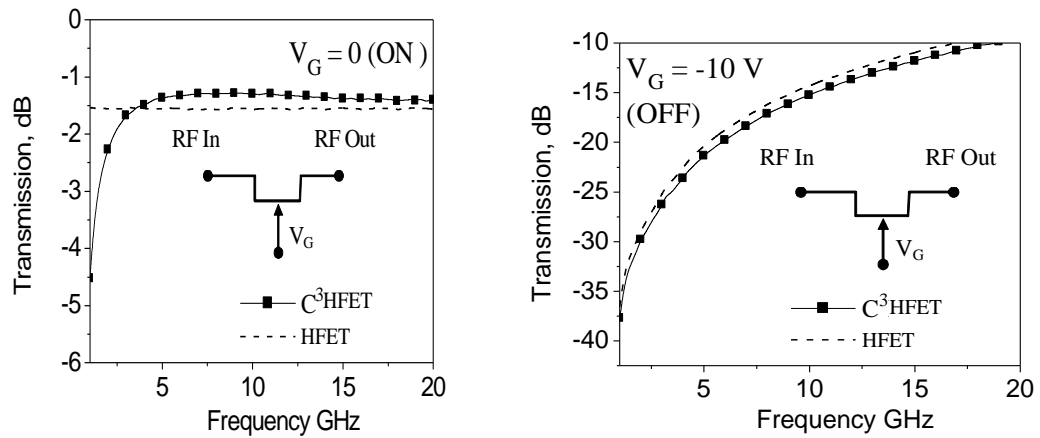 0
-1
-2
-3
-4
-5
-6
Transmission, dB
V_G = 0 (ON)
RF In
RF Out
V_G
C³HFET
HFET
5
10
15
20
Frequency GHz
-10
-15
-20
-25
-30
-35
-40
Transmission, dB
V_G = -10 V
(OFF)
RF In
RF Out
V_G
C³HFET
HFET
5
10
15
20
Frequency GHz